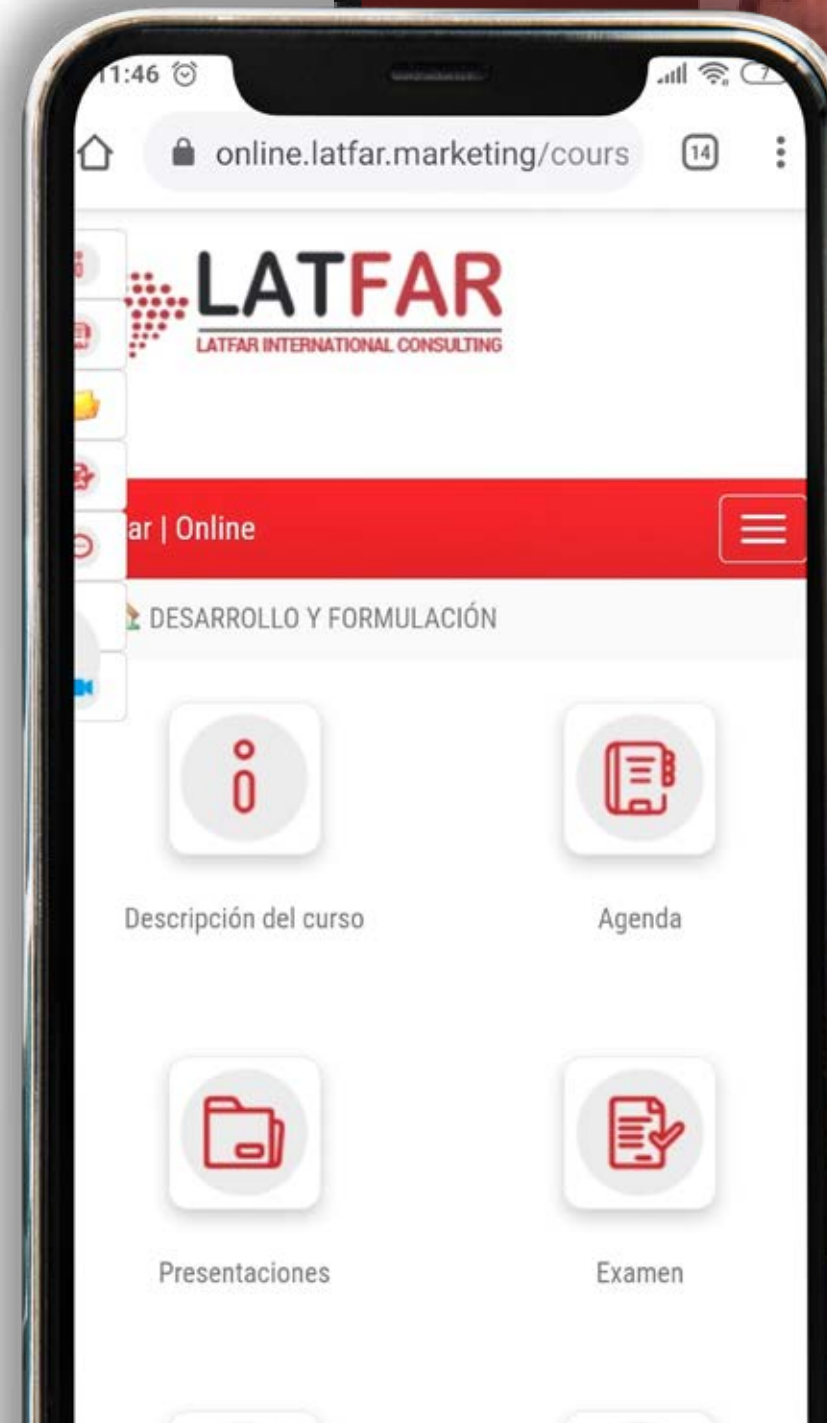 11:46
online.latfar.marketing/cours
14
LATFAR
LATFAR INTERNATIONAL CONSULTING
ar | Online
DESARROLLO Y FORMULACIÓN
Descripción del curso
Agenda
Presentaciones
Examen